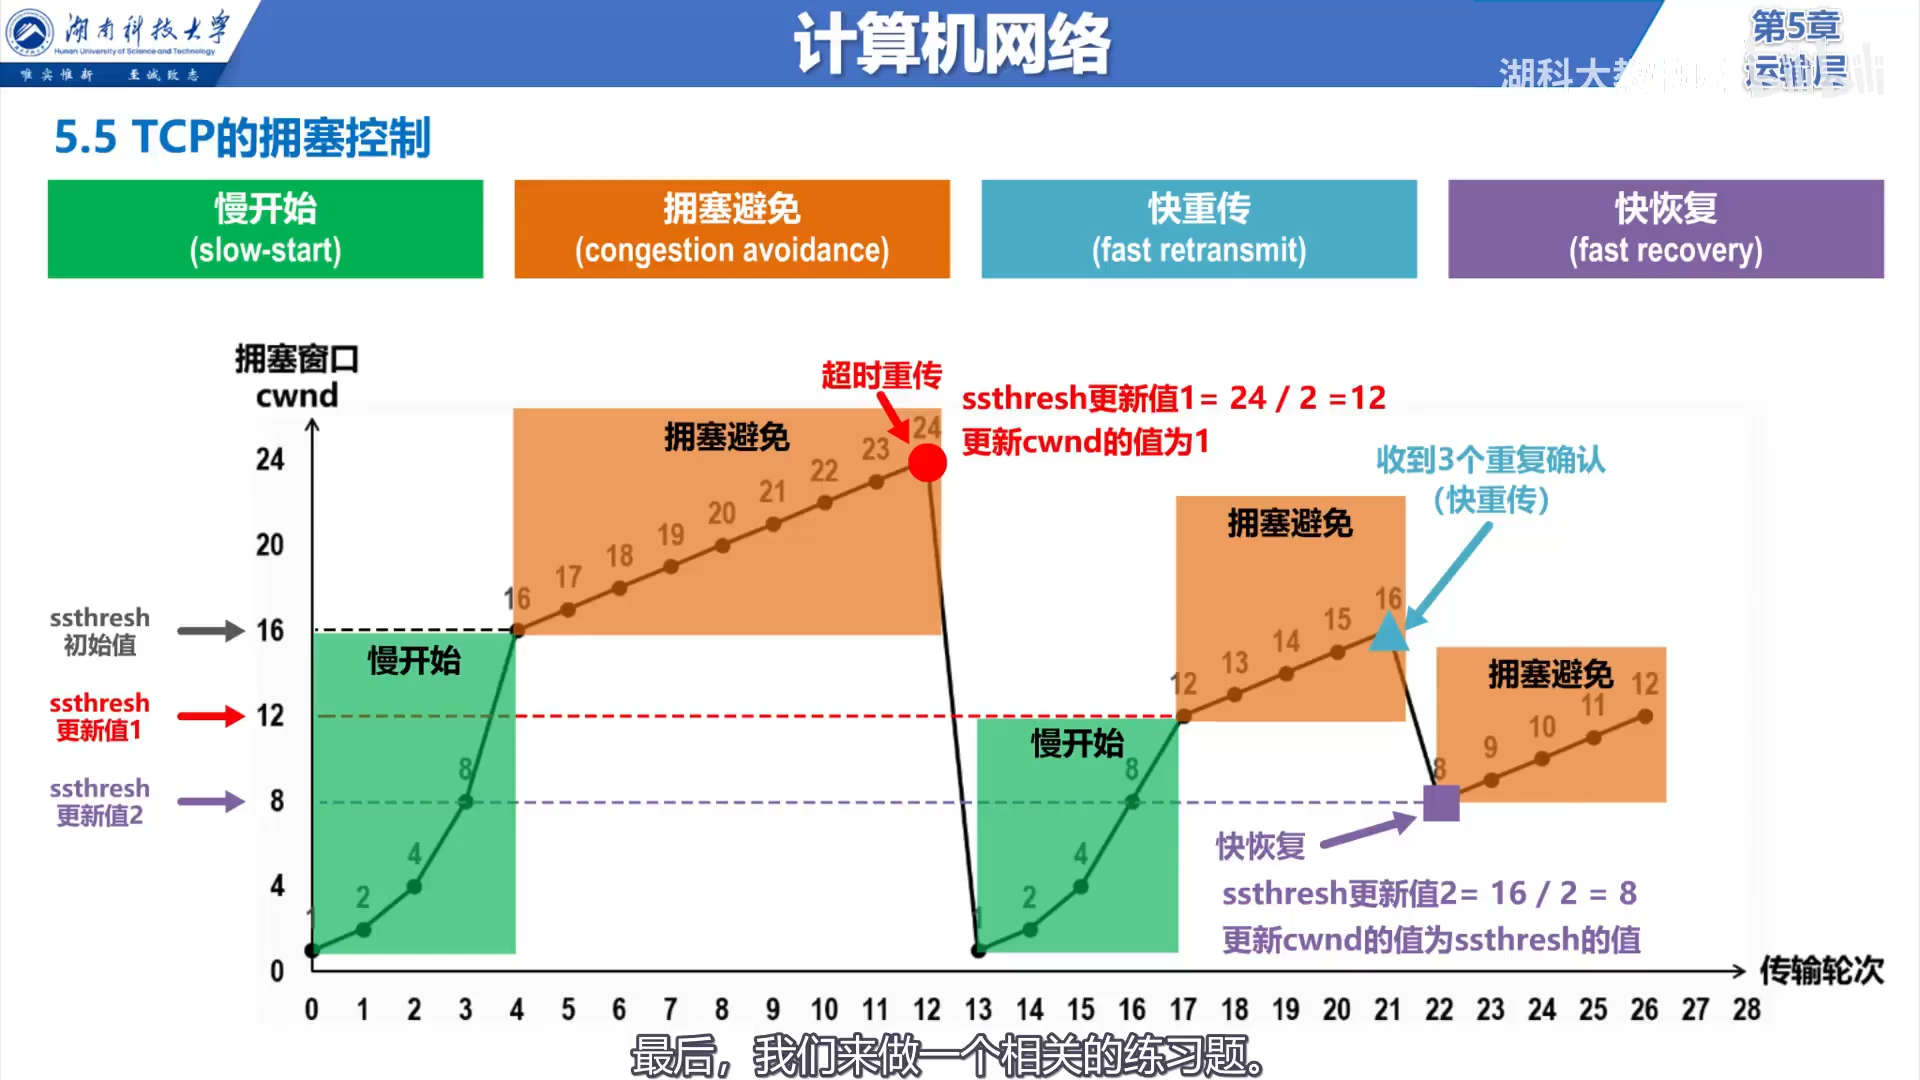 湖南科技大学
Hunan University of Science and Technology
唯实惟新 至诚致志
计算机网络
第5章
运输层
湖科大教
bilibili
5.5 TCP的拥塞控制
慢开始
(slow-start)
拥塞避免
(congestion avoidance)
快重传
(fast retransmit)
快恢复
(fast recovery)
拥塞窗口
cwnd
超时重传
ssthresh更新值1= 24 / 2 =12
更新cwnd的值为1
收到3个重复确认
（快重传）
拥塞避免
拥塞避免
拥塞避免
慢开始
慢开始
24
20
16
12
8
4
0
ssthresh
初始值
ssthresh
更新值1
ssthresh
更新值2
1 2 4 8 16 17 18 19 20 21 22 23 24
1 2 4 8 12 13 14 15 16
8 9 10 11 12
快恢复
ssthresh更新值2= 16 / 2 = 8
更新cwnd的值为ssthresh的值
传输轮次
0 1 2 3 4 5 6 7 8 9 10 11 12 13 14 15 16 17 18 19 20 21 22 23 24 25 26 27 28
最后，我们来做一个相关的练习题。